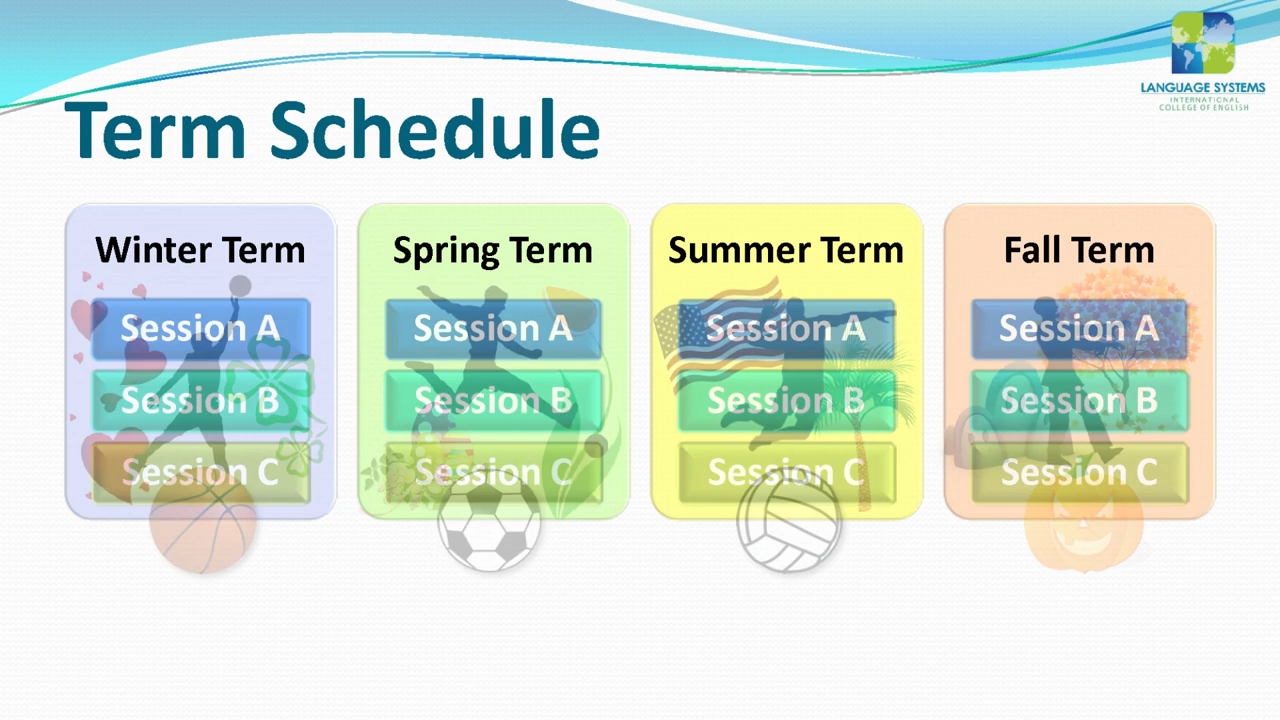 LANGUAGE SYSTEMS
INTERNATIONAL
COLLEGE OF ENGLISH
Term Schedule
Winter Term
Session A
Session B
Session C
Spring Term
Session A
Session B
Session C
Summer Term
Session A
Session B
Session C
Fall Term
Session A
Session B
Session C